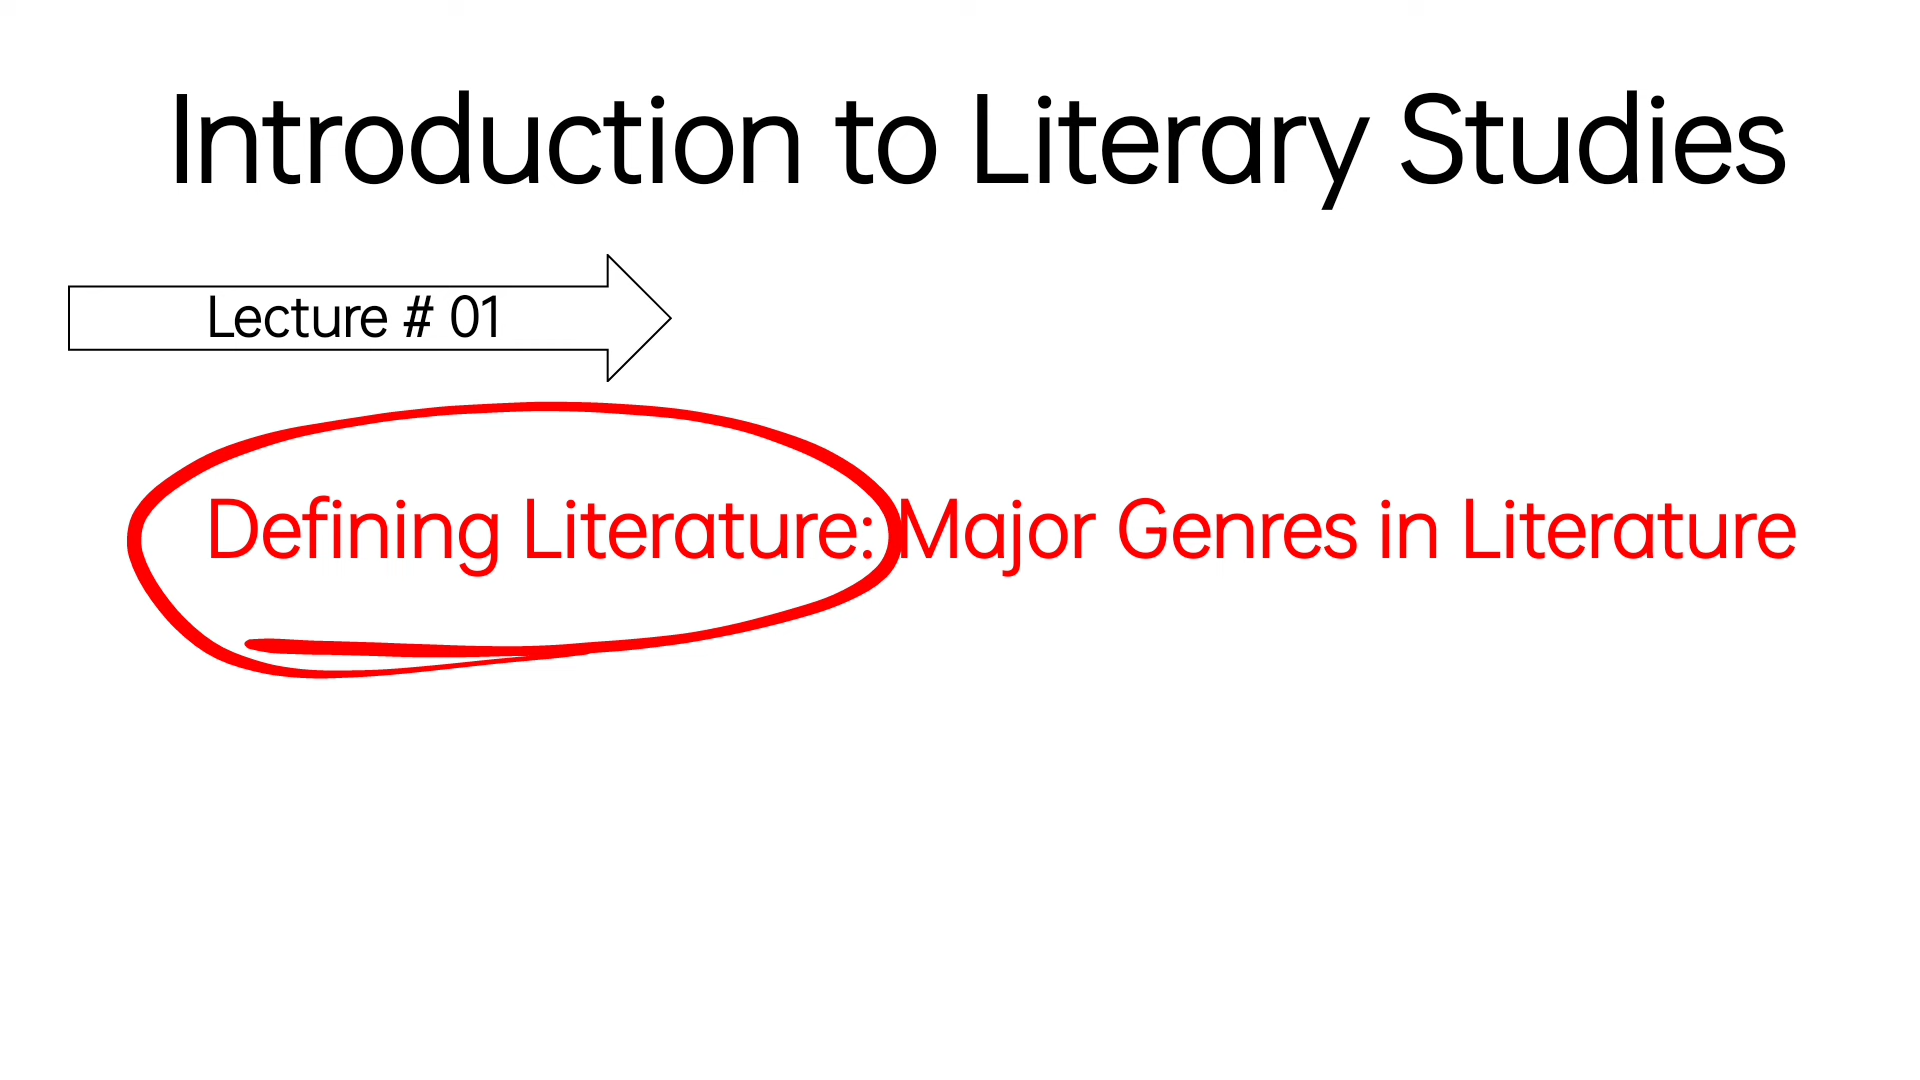 Introduction to Literary Studies
Lecture # 01
Defining Literature: Major Genres in Literature